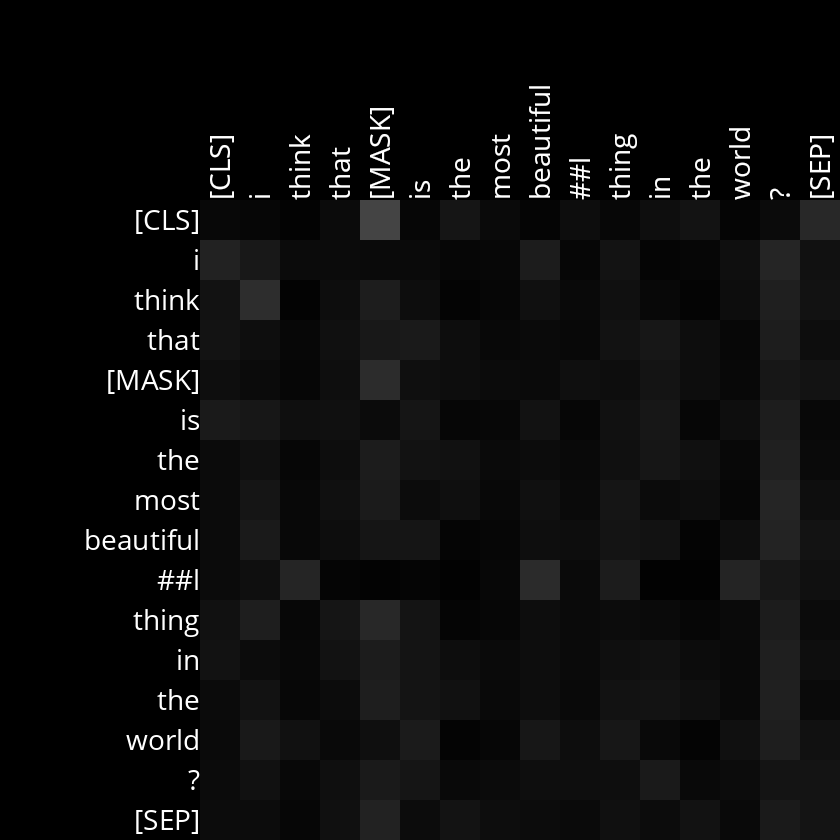 [CLS] i think that [MASK] is the most beautiful ##l thing in the world ? [SEP]
[CLS]
i
think
that
[MASK]
is
the
most
beautiful
##l
thing
in
the
world
?
[SEP]